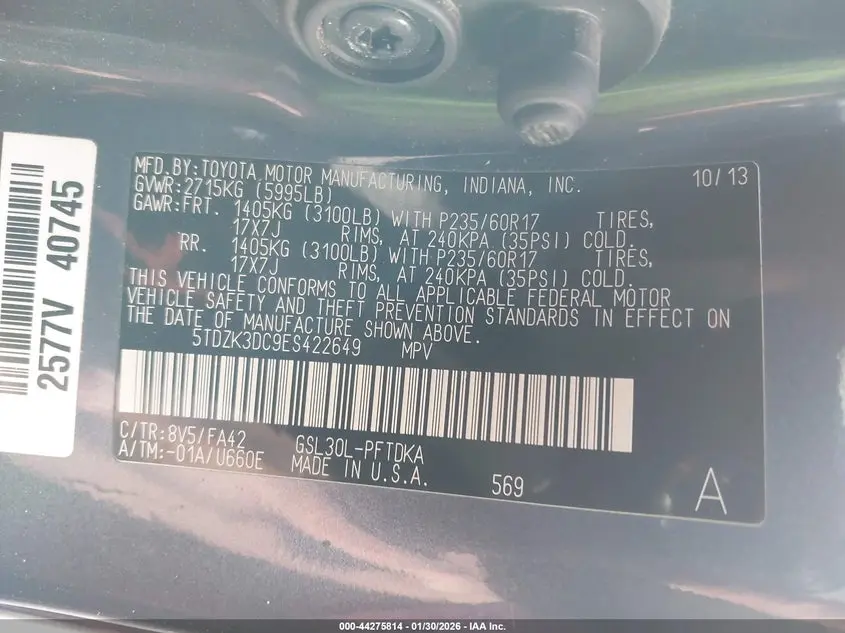 MFD.BY:TOYOTA MOTOR MANUFACTURING, INDIANA, INC. 10/13
GVWR:2715KG (5995LB)
GAWR:FRT. 1405KG (3100LB) WITH P235/60R17 TIRES,
17X7J RIMS, AT 240KPA (35PSI) COLD.
RR. 1405KG (3100LB) WITH P235/60R17 TIRES,
17X7J RIMS, AT 240KPA (35PSI) COLD.
THIS VEHICLE CONFORMS TO ALL APPLICABLE FEDERAL MOTOR
VEHICLE SAFETY AND THEFT PREVENTION STANDARDS IN EFFECT ON
THE DATE OF MANUFACTURE SHOWN ABOVE.
5TDZK3DC9ES422649 MPV
C/TR:8V5/FA42 GSL30L-PFTDKA
A/TM:-01A/U660E MADE IN U.S.A. 569 A
2577V 40745
000-44275814 - 01/30/2026 - IAA Inc.